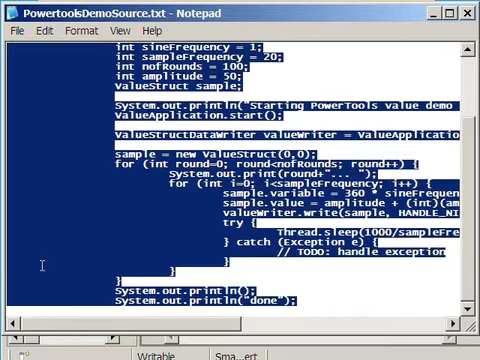 PowertoolsDemoSource.txt - Notepad
File Edit Format View Help
int sineFrequency = 1;
int sampleFrequency = 20;
int nofRounds = 100;
int amplitude = 50;
ValueStruct sample;
System.out.println("Starting PowerTools value demo
ValueApplication.start();
ValueStructDataWriter valueWriter = ValueApplicatio
sample = new ValueStruct(0,0);
for (int round=0; round<nofRounds; round++) {
System.out.print(round+"... ");
for (int i=0; i<sampleFrequency; i++) {
sample.variable = 360 * sineFrequen
sample.value = amplitude + (int)(am
valueWriter.write(sample, HANDLE_NI
try {
Thread.sleep(1000/sampleFre
} catch (Exception e) {
// TODO: handle exception
}
}
}
System.out.println();
System.out.println("done");
Writable Sma...ert